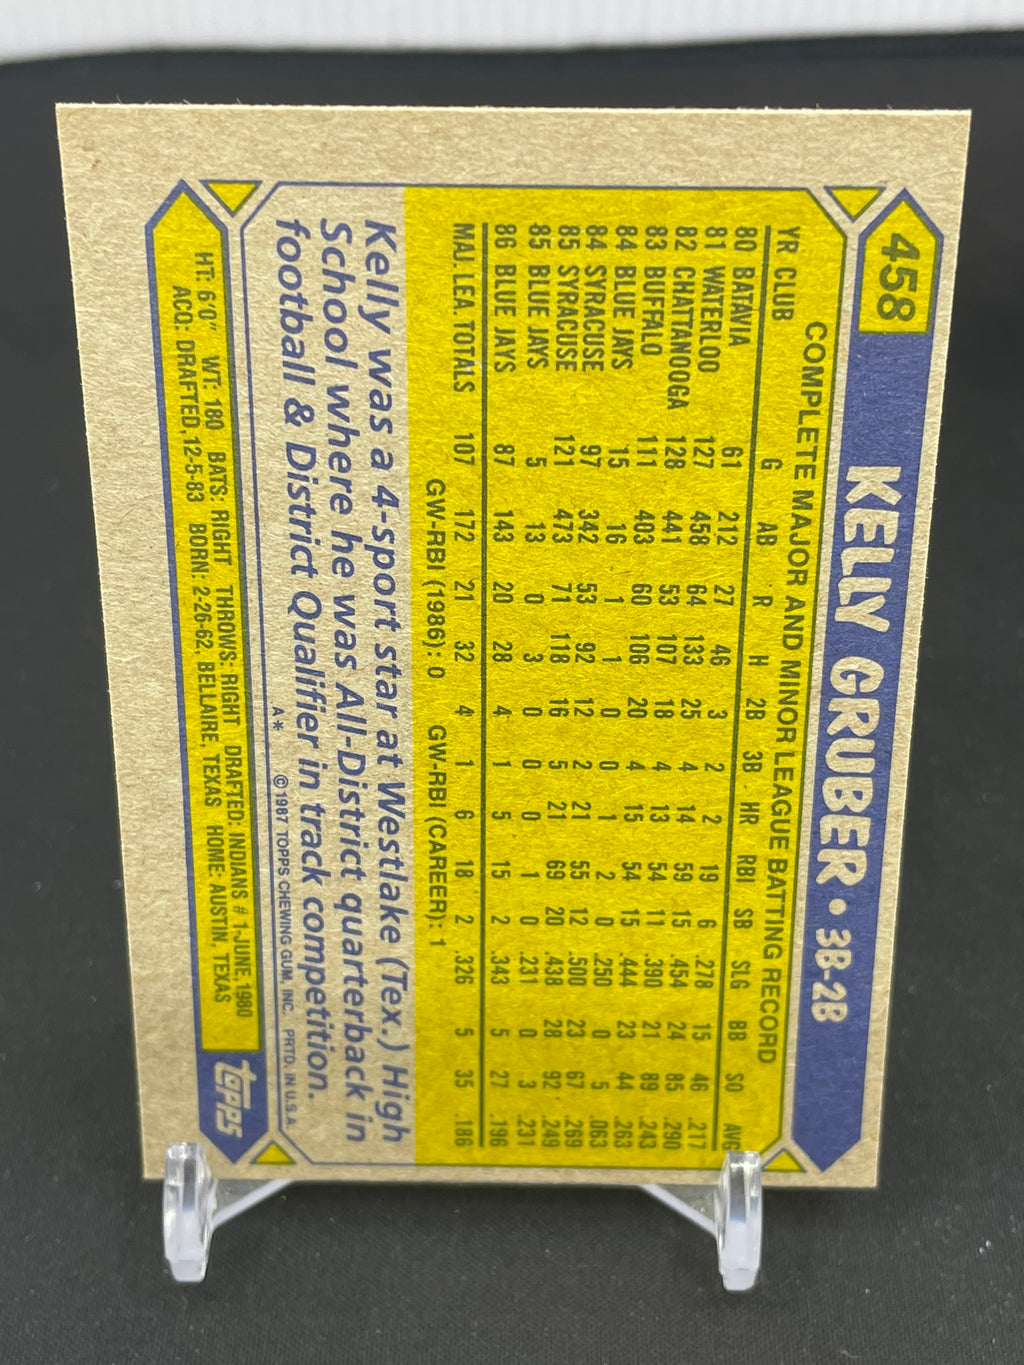 458
KELLY GRUBER • 3B-2B
COMPLETE MAJOR AND MINOR LEAGUE BATTING RECORD
YR CLUB G AB R H 2B 3B HR RBI SB SLG BB SO AVG
80 BATAVIA 61 212 27 46 3 2 2 19 6 .278 15 46 .217
81 WATERLOO 127 458 64 133 25 4 14 59 15 .454 24 85 .290
82 CHATTANOOGA 128 441 53 107 18 4 13 54 11 .390 21 89 .243
83 BUFFALO 111 403 60 106 20 4 15 54 15 .444 23 44 .263
84 BLUE JAYS 15 16 1 1 0 0 1 2 0 .250 0 5 .063
84 SYRACUSE 97 342 53 92 12 2 21 55 12 .500 23 67 .269
85 SYRACUSE 121 473 71 118 16 5 21 69 20 .438 28 92 .249
85 BLUE JAYS 5 13 0 3 0 0 0 1 0 .231 0 3 .231
86 BLUE JAYS 87 143 20 28 4 1 5 15 2 .343 5 27 .196
MAJ. LEA. TOTALS 107 172 21 32 4 1 6 18 2 .326 5 35 .186
GW-RBI (1986): 0 GW-RBI (CAREER): 1
Kelly was a 4-sport star at Westlake (Tex.) High
School where he was All-District quarterback in
football & District Qualifier in track competition.
A* ©1987 TOPPS CHEWING GUM, INC. PRTD. IN U.S.A.
HT: 6'0" WT: 180 BATS: RIGHT THROWS: RIGHT DRAFTED: INDIANS #1-JUNE, 1980
ACQ: DRAFTED, 12-5-83 BORN: 2-26-62, BELLAIRE, TEXAS HOME: AUSTIN, TEXAS
topps